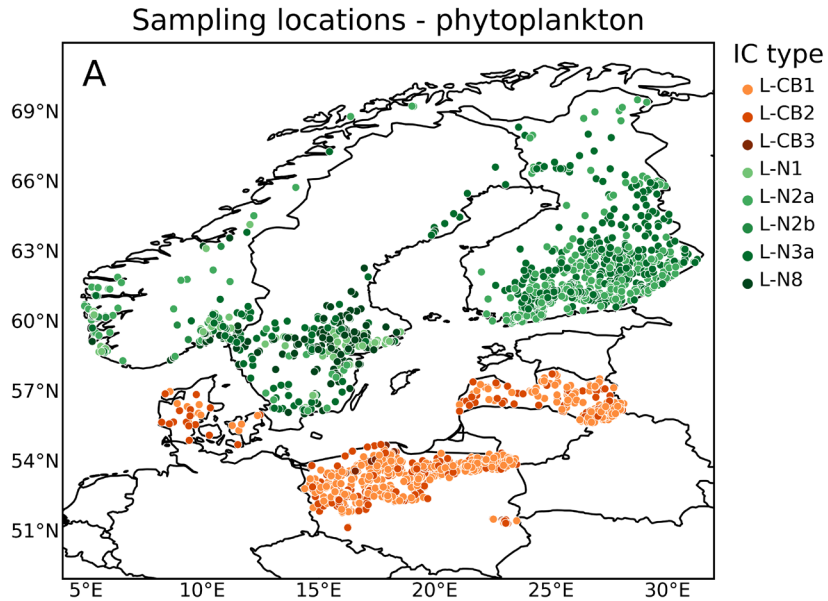 Sampling locations - phytoplankton
A
IC type
L-CB1
L-CB2
L-CB3
L-N1
L-N2a
L-N2b
L-N3a
L-N8
69°N
66°N
63°N
60°N
57°N
54°N
51°N
5°E 10°E 15°E 20°E 25°E 30°E